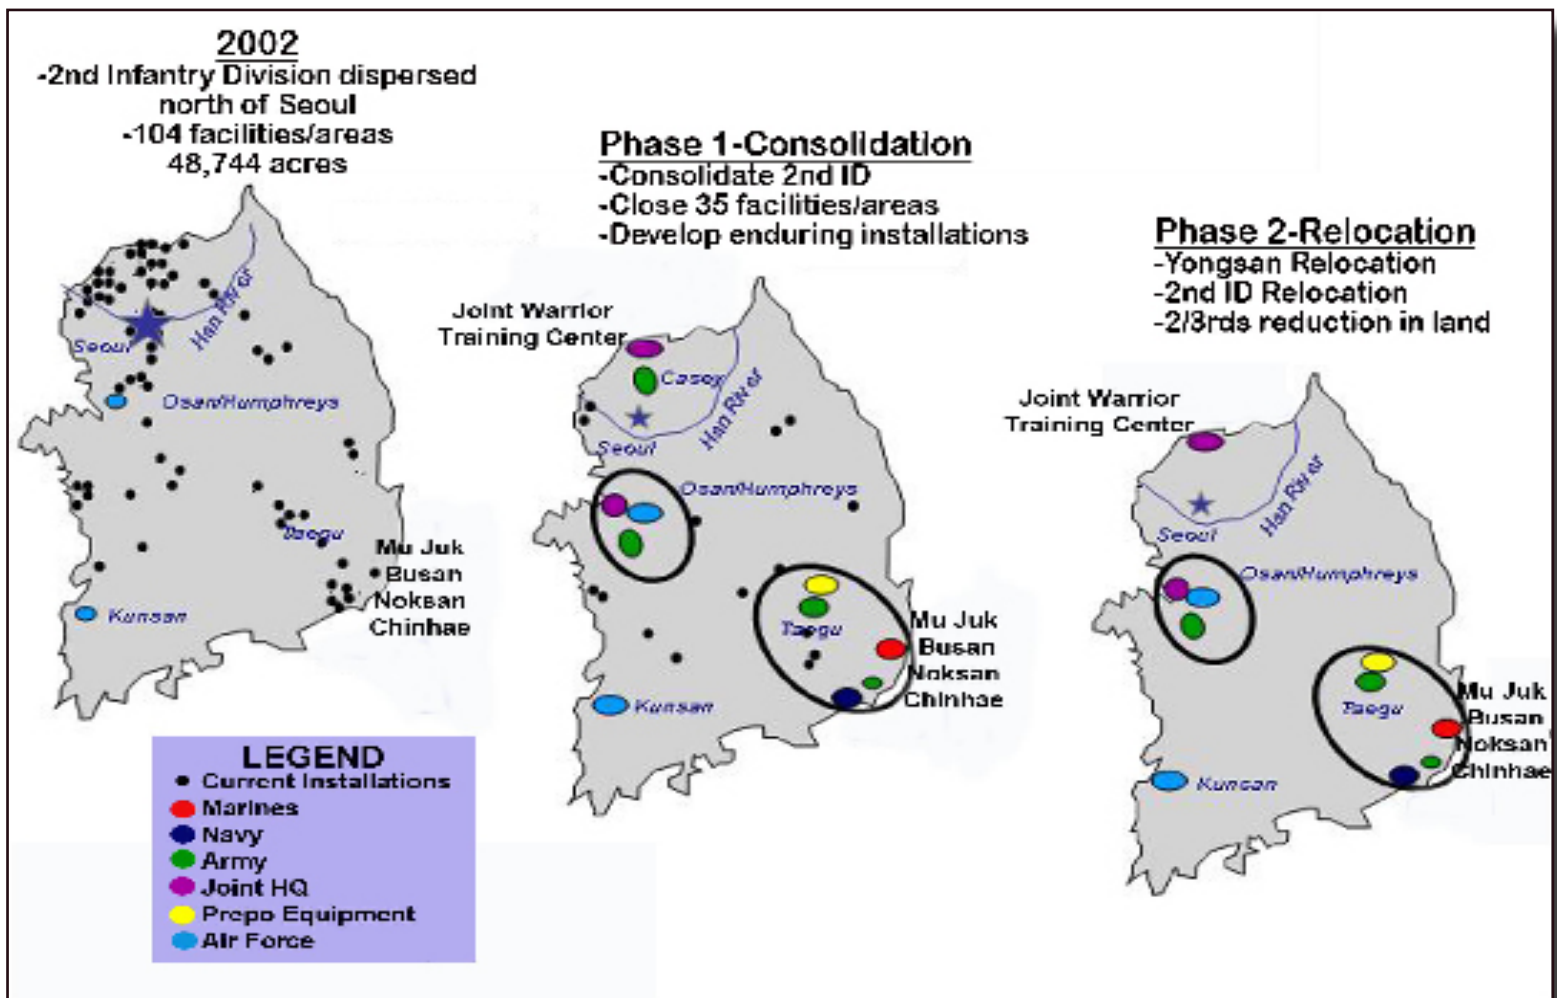 2002
-2nd Infantry Division dispersed
north of Seoul
-104 facilities/areas
48,744 acres
Seoul
Han River
Osan/Humphreys
Taegu
Mu Juk
Busan
Noksan
Chinhae
Kunsan
Phase 1-Consolidation
-Consolidate 2nd ID
-Close 35 facilities/areas
-Develop enduring installations
Joint Warrior
Training Center
Casey
Han River
Seoul
Osan/Humphreys
Taegu
Mu Juk
Busan
Noksan
Chinhae
Kunsan
Phase 2-Relocation
-Yongsan Relocation
-2nd ID Relocation
-2/3rds reduction in land
Joint Warrior
Training Center
Han River
Seoul
Osan/Humphreys
Taegu
Mu Juk
Busan
Noksan
Chinhae
Kunsan
LEGEND
Current Installations
Marines
Navy
Army
Joint HQ
Prepo Equipment
Air Force